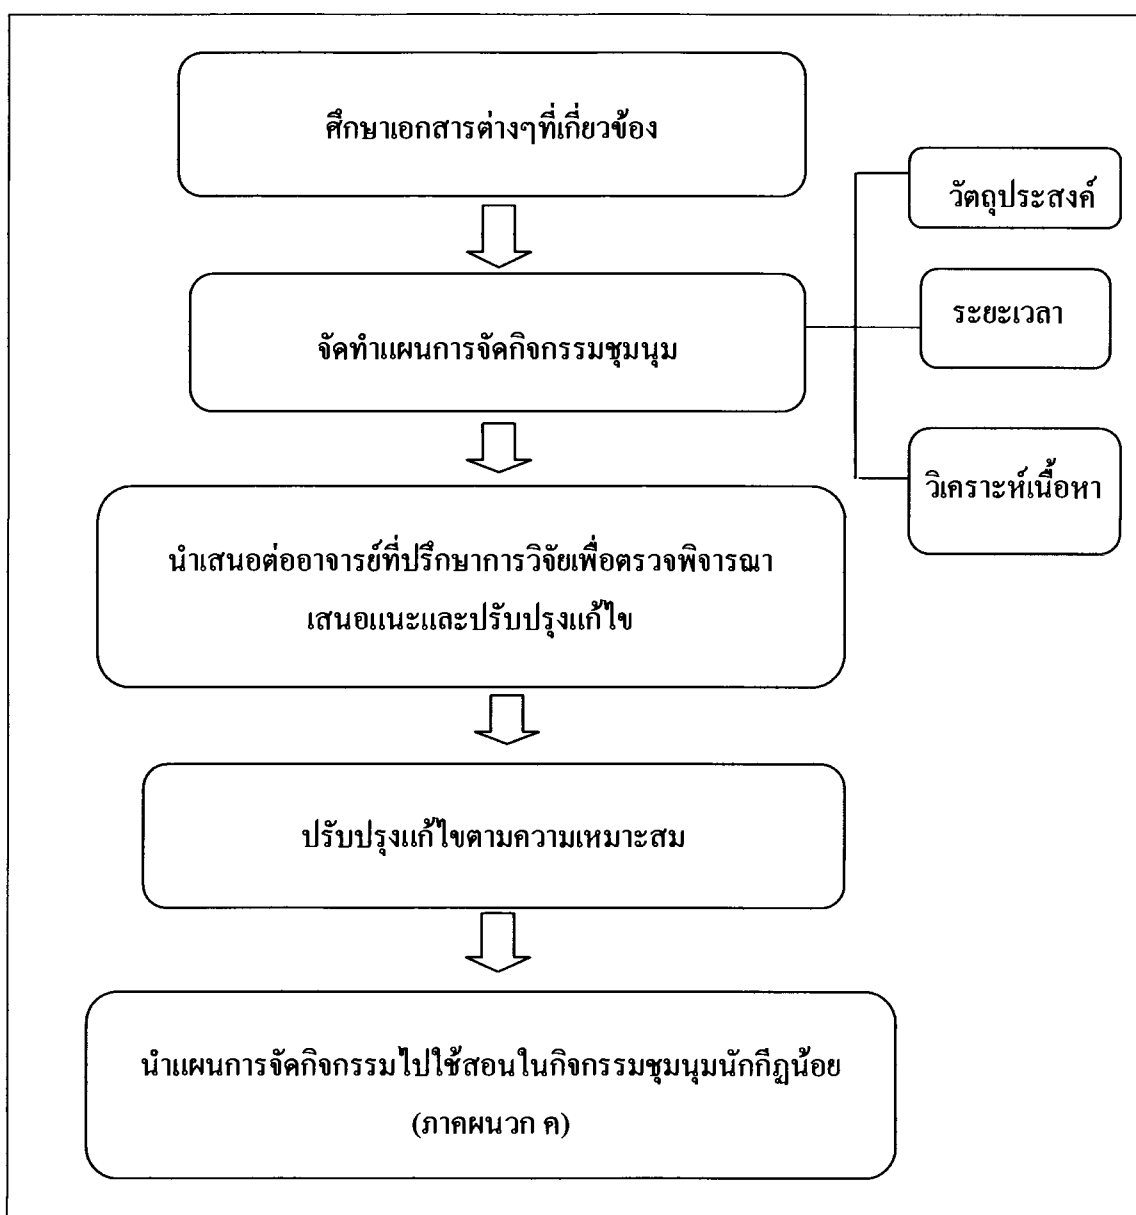 ศึกษาเอกสารต่างๆที่เกี่ยวข้อง
จัดทำแผนการจัดกิจกรรมชุมนุม
วัตถุประสงค์
ระยะเวลา
วิเคราะห์เนื้อหา
นำเสนอต่ออาจารย์ที่ปรึกษาการวิจัยเพื่อตรวจพิจารณา
เสนอแนะและปรับปรุงแก้ไข
ปรับปรุงแก้ไขตามความเหมาะสม
นำแผนการจัดกิจกรรมไปใช้สอนในกิจกรรมชุมนุมนักกีฏน้อย
(ภาคผนวก ค)